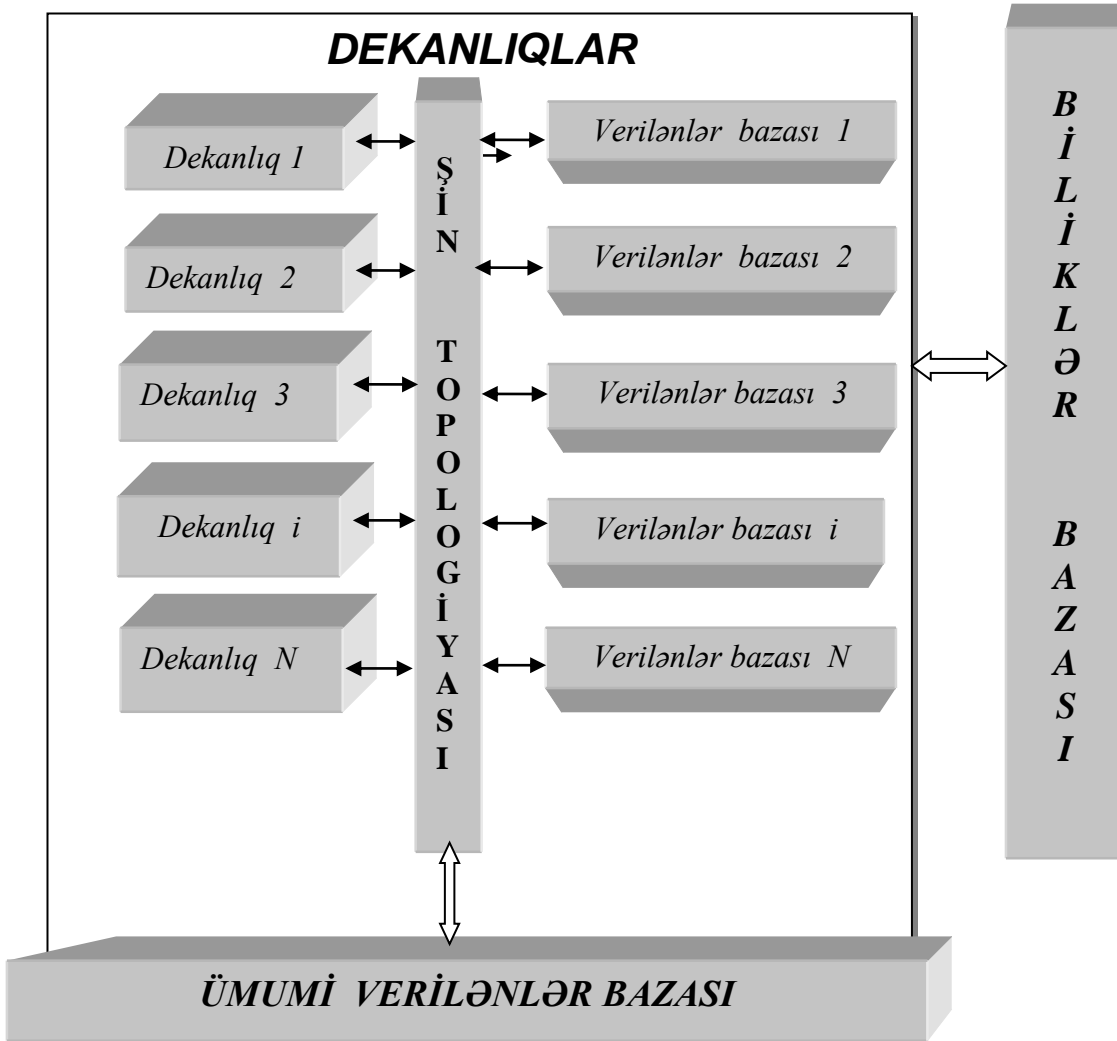 DEKANLIQLAR
Dekanlıq 1
Verilənlər bazası 1
Dekanlıq 2
Verilənlər bazası 2
Dekanlıq 3
Verilənlər bazası 3
Dekanlıq i
Verilənlər bazası i
Dekanlıq N
Verilənlər bazası N
ŞİN TOPOLOGİYASI
BİLİKLƏR BAZASI
ÜMUMİ VERİLƏNLƏR BAZASI